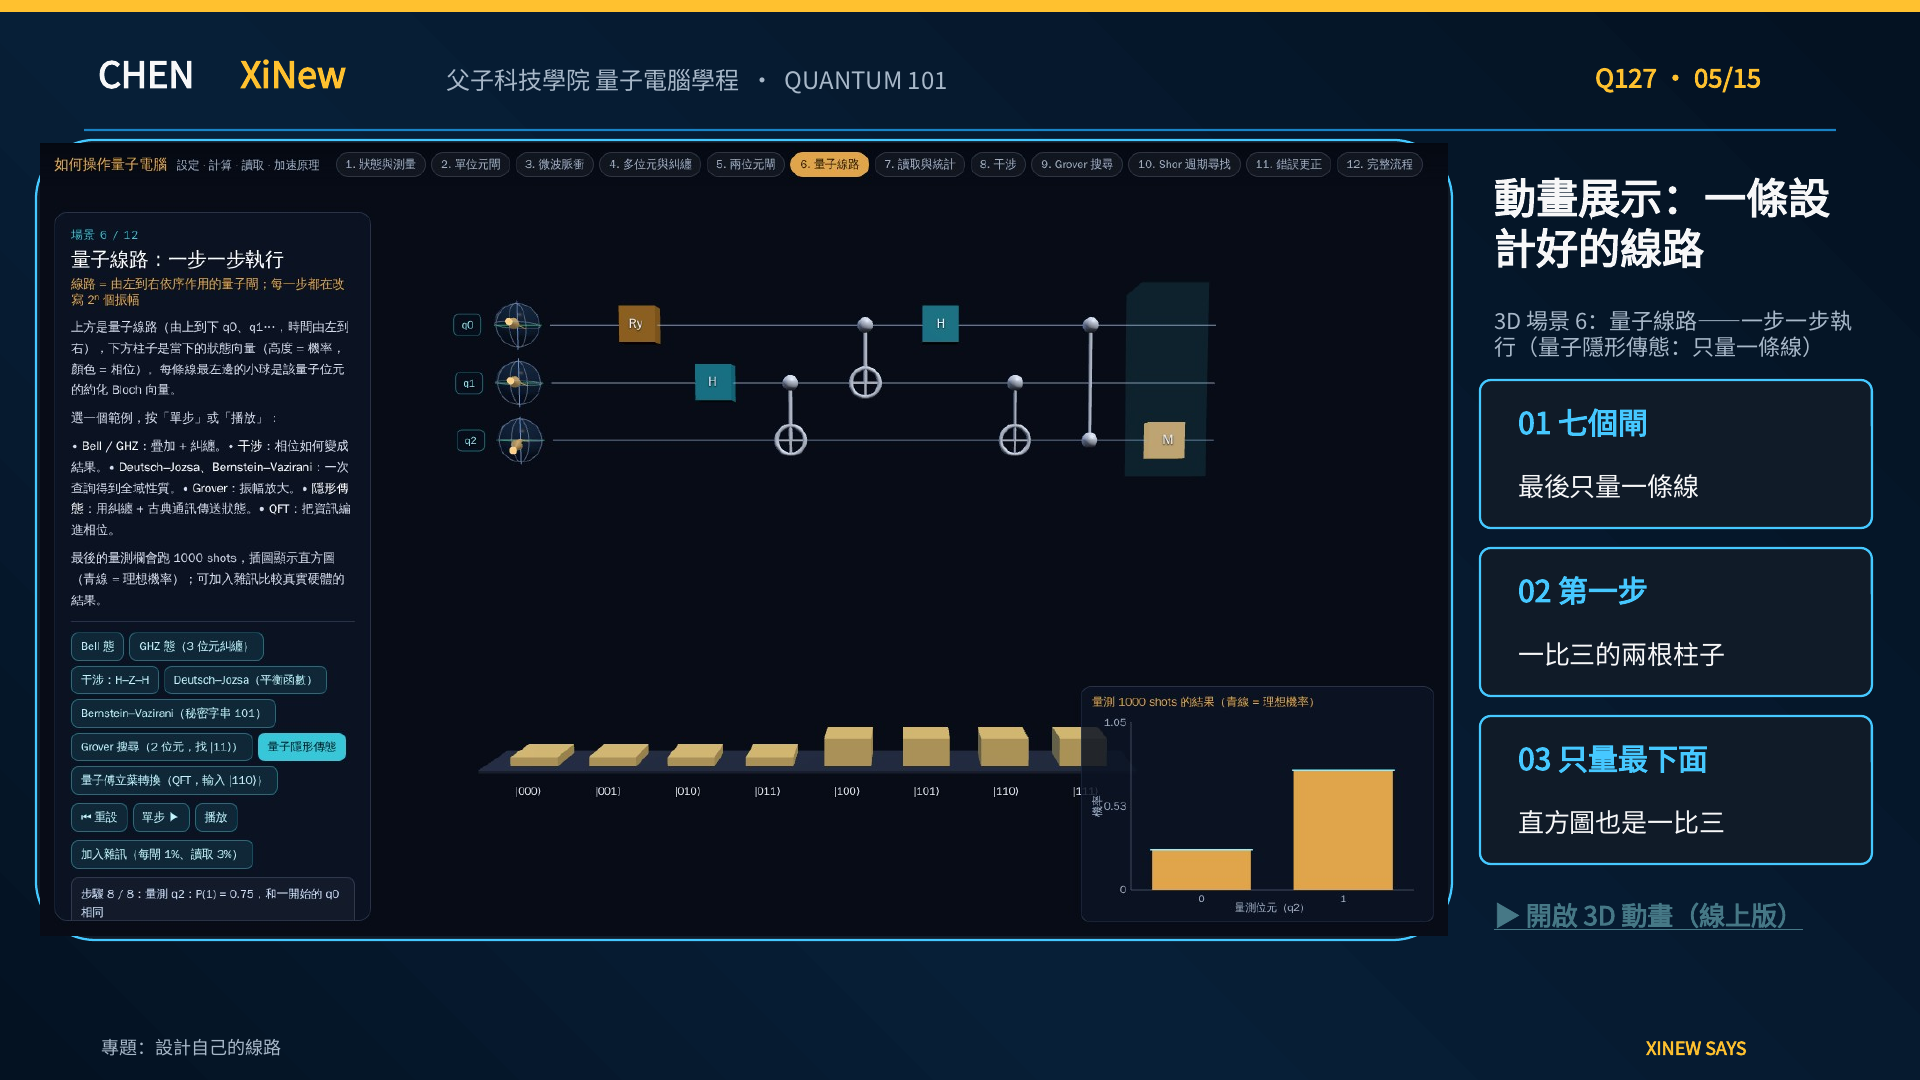 CHEN XiNew 父子科技學院 量子電腦學程 ・ QUANTUM 101 Q127 ・ 05/15
如何操作量子電腦 設定 · 計算 · 讀取 · 加速原理 1. 狀態與測量 2. 單位元閘 3. 微波脈衝 4. 多位元與糾纏 5. 兩位元閘 6. 量子線路 7. 讀取與統計 8. 干涉 9. Grover 搜尋 10. Shor 週期尋找 11. 錯誤更正 12. 完整流程
場景 6 / 12
量子線路：一步一步執行
線路 = 由左到右依序作用的量子閘；每一步都在改
寫 2ⁿ 個振幅
上方是量子線路（由上到下 q0、q1⋯，時間由左到
右），下方柱子是當下的狀態向量（高度 = 機率，
顏色 = 相位）。每條線最左邊的小球是該量子位元
的約化 Bloch 向量。
選一個範例，按「單步」或「播放」：
• Bell / GHZ：疊加 + 糾纏。• 干涉：相位如何變成
結果。• Deutsch–Jozsa、Bernstein–Vazirani：一次
查詢得到全域性質。• Grover：振幅放大。• 隱形傳
態：用糾纏 + 古典通訊傳送狀態。• QFT：把資訊編
進相位。
最後的量測欄會跑 1000 shots，插圖顯示直方圖
（青線 = 理想機率）；可加入雜訊比較真實硬體的
結果。
Bell 態 GHZ 態（3 位元糾纏）
干涉：H–Z–H Deutsch–Jozsa（平衡函數）
Bernstein–Vazirani（秘密字串 101）
Grover 搜尋（2 位元，找 |11⟩） 量子隱形傳態
量子傅立葉轉換（QFT，輸入 |110⟩）
⏮ 重設 單步 ▶ 播放
加入雜訊（每閘 1%、讀取 3%）
步驟 8 / 8：量測 q2：P(1) = 0.75，和一開始的 q0
相同
q0 Ry H
q1 H
q2 M
|000⟩ |001⟩ |010⟩ |011⟩ |100⟩ |101⟩ |110⟩ |111⟩
量測 1000 shots 的結果（青線 = 理想機率）
1.05
0.53
0
機率
0 1
量測位元（q2）
動畫展示：一條設
計好的線路
3D 場景 6：量子線路——一步一步執
行（量子隱形傳態：只量一條線）
01 七個閘
最後只量一條線
02 第一步
一比三的兩根柱子
03 只量最下面
直方圖也是一比三
▶ 開啟 3D 動畫（線上版）
專題：設計自己的線路
XINEW SAYS